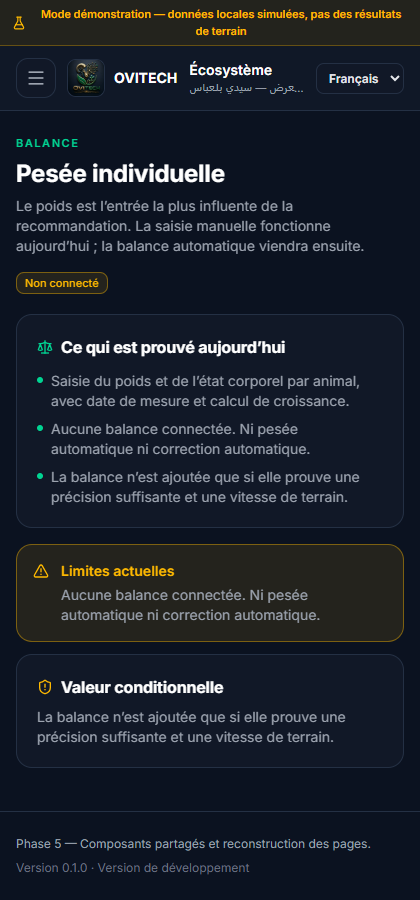 Mode démonstration — données locales simulées, pas des résultats
de terrain
OVITECH
OVITECH
Écosystème
...عرض — سيدي بلعباس
Français
BALANCE
Pesée individuelle
Le poids est l’entrée la plus influente de la
recommandation. La saisie manuelle fonctionne
aujourd’hui ; la balance automatique viendra ensuite.
Non connecté
Ce qui est prouvé aujourd’hui
Saisie du poids et de l’état corporel par animal,
avec date de mesure et calcul de croissance.
Aucune balance connectée. Ni pesée
automatique ni correction automatique.
La balance n’est ajoutée que si elle prouve une
précision suffisante et une vitesse de terrain.
Limites actuelles
Aucune balance connectée. Ni pesée
automatique ni correction automatique.
Valeur conditionnelle
La balance n’est ajoutée que si elle prouve une
précision suffisante et une vitesse de terrain.
Phase 5 — Composants partagés et reconstruction des pages.
Version 0.1.0 · Version de développement